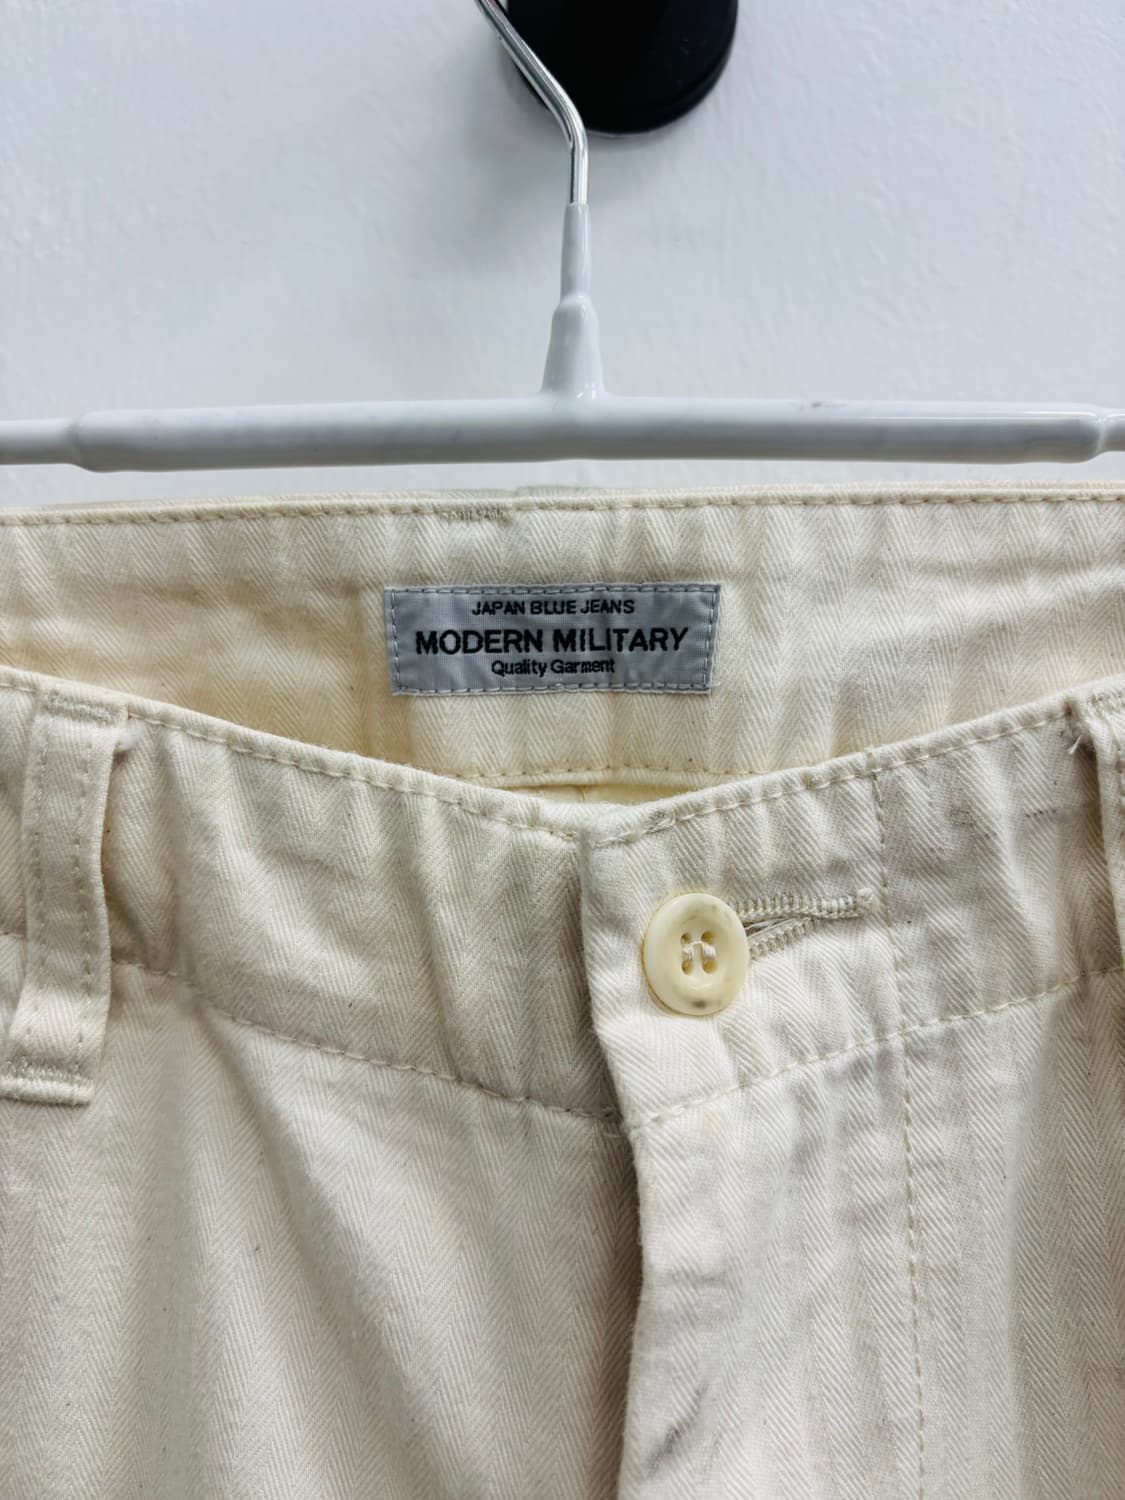 JAPAN BLUE JEANS
MODERN MILITARY
Quality Garment